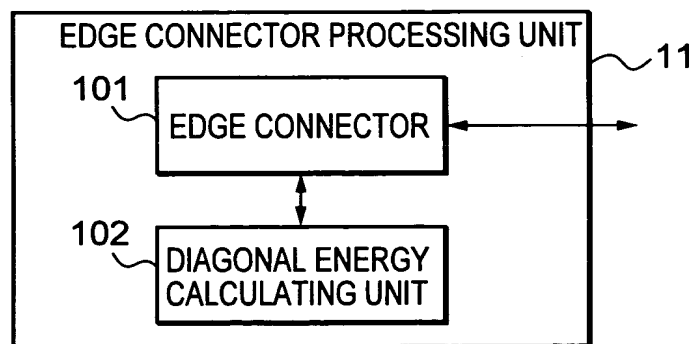 EDGE CONNECTOR PROCESSING UNIT
11
101
EDGE CONNECTOR
102
DIAGONAL ENERGY
CALCULATING UNIT